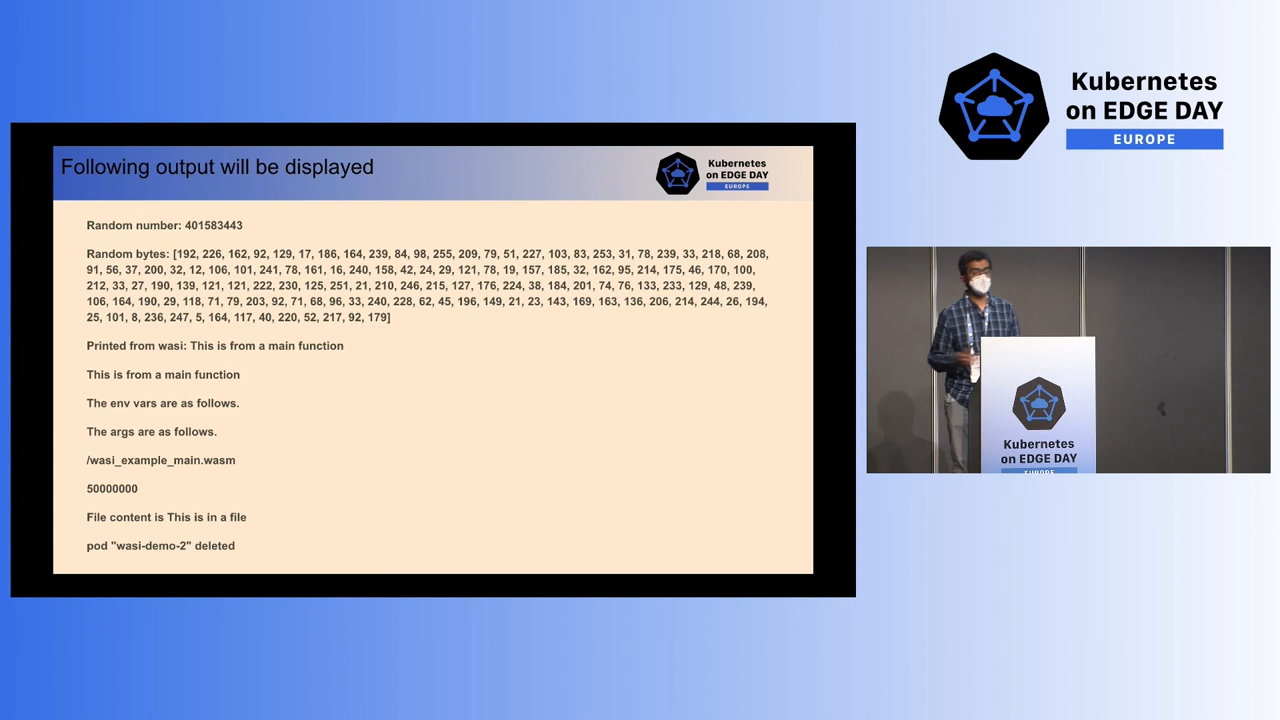 Kubernetes
on EDGE DAY
EUROPE
Following output will be displayed
Kubernetes
on EDGE DAY
EUROPE
Random number: 401583443
Random bytes: [192, 226, 162, 92, 129, 17, 186, 164, 239, 84, 98, 255, 209, 79, 51, 227, 103, 83, 253, 31, 78, 239, 33, 218, 68, 208,
91, 56, 37, 200, 32, 12, 106, 101, 241, 78, 161, 16, 240, 158, 42, 24, 29, 121, 78, 19, 157, 185, 32, 162, 95, 214, 175, 46, 170, 100,
212, 33, 27, 190, 139, 121, 121, 222, 230, 125, 251, 21, 210, 246, 215, 127, 176, 224, 38, 184, 201, 74, 76, 133, 233, 129, 48, 239,
106, 164, 190, 29, 118, 71, 79, 203, 92, 71, 68, 96, 33, 240, 228, 62, 45, 196, 149, 21, 23, 143, 169, 163, 136, 206, 214, 244, 26, 194,
25, 101, 8, 236, 247, 5, 164, 117, 40, 220, 52, 217, 92, 179]
Printed from wasi: This is from a main function
This is from a main function
The env vars are as follows.
The args are as follows.
/wasi_example_main.wasm
50000000
File content is This is in a file
pod "wasi-demo-2" deleted
Kubernetes
on EDGE DAY
EUROPE